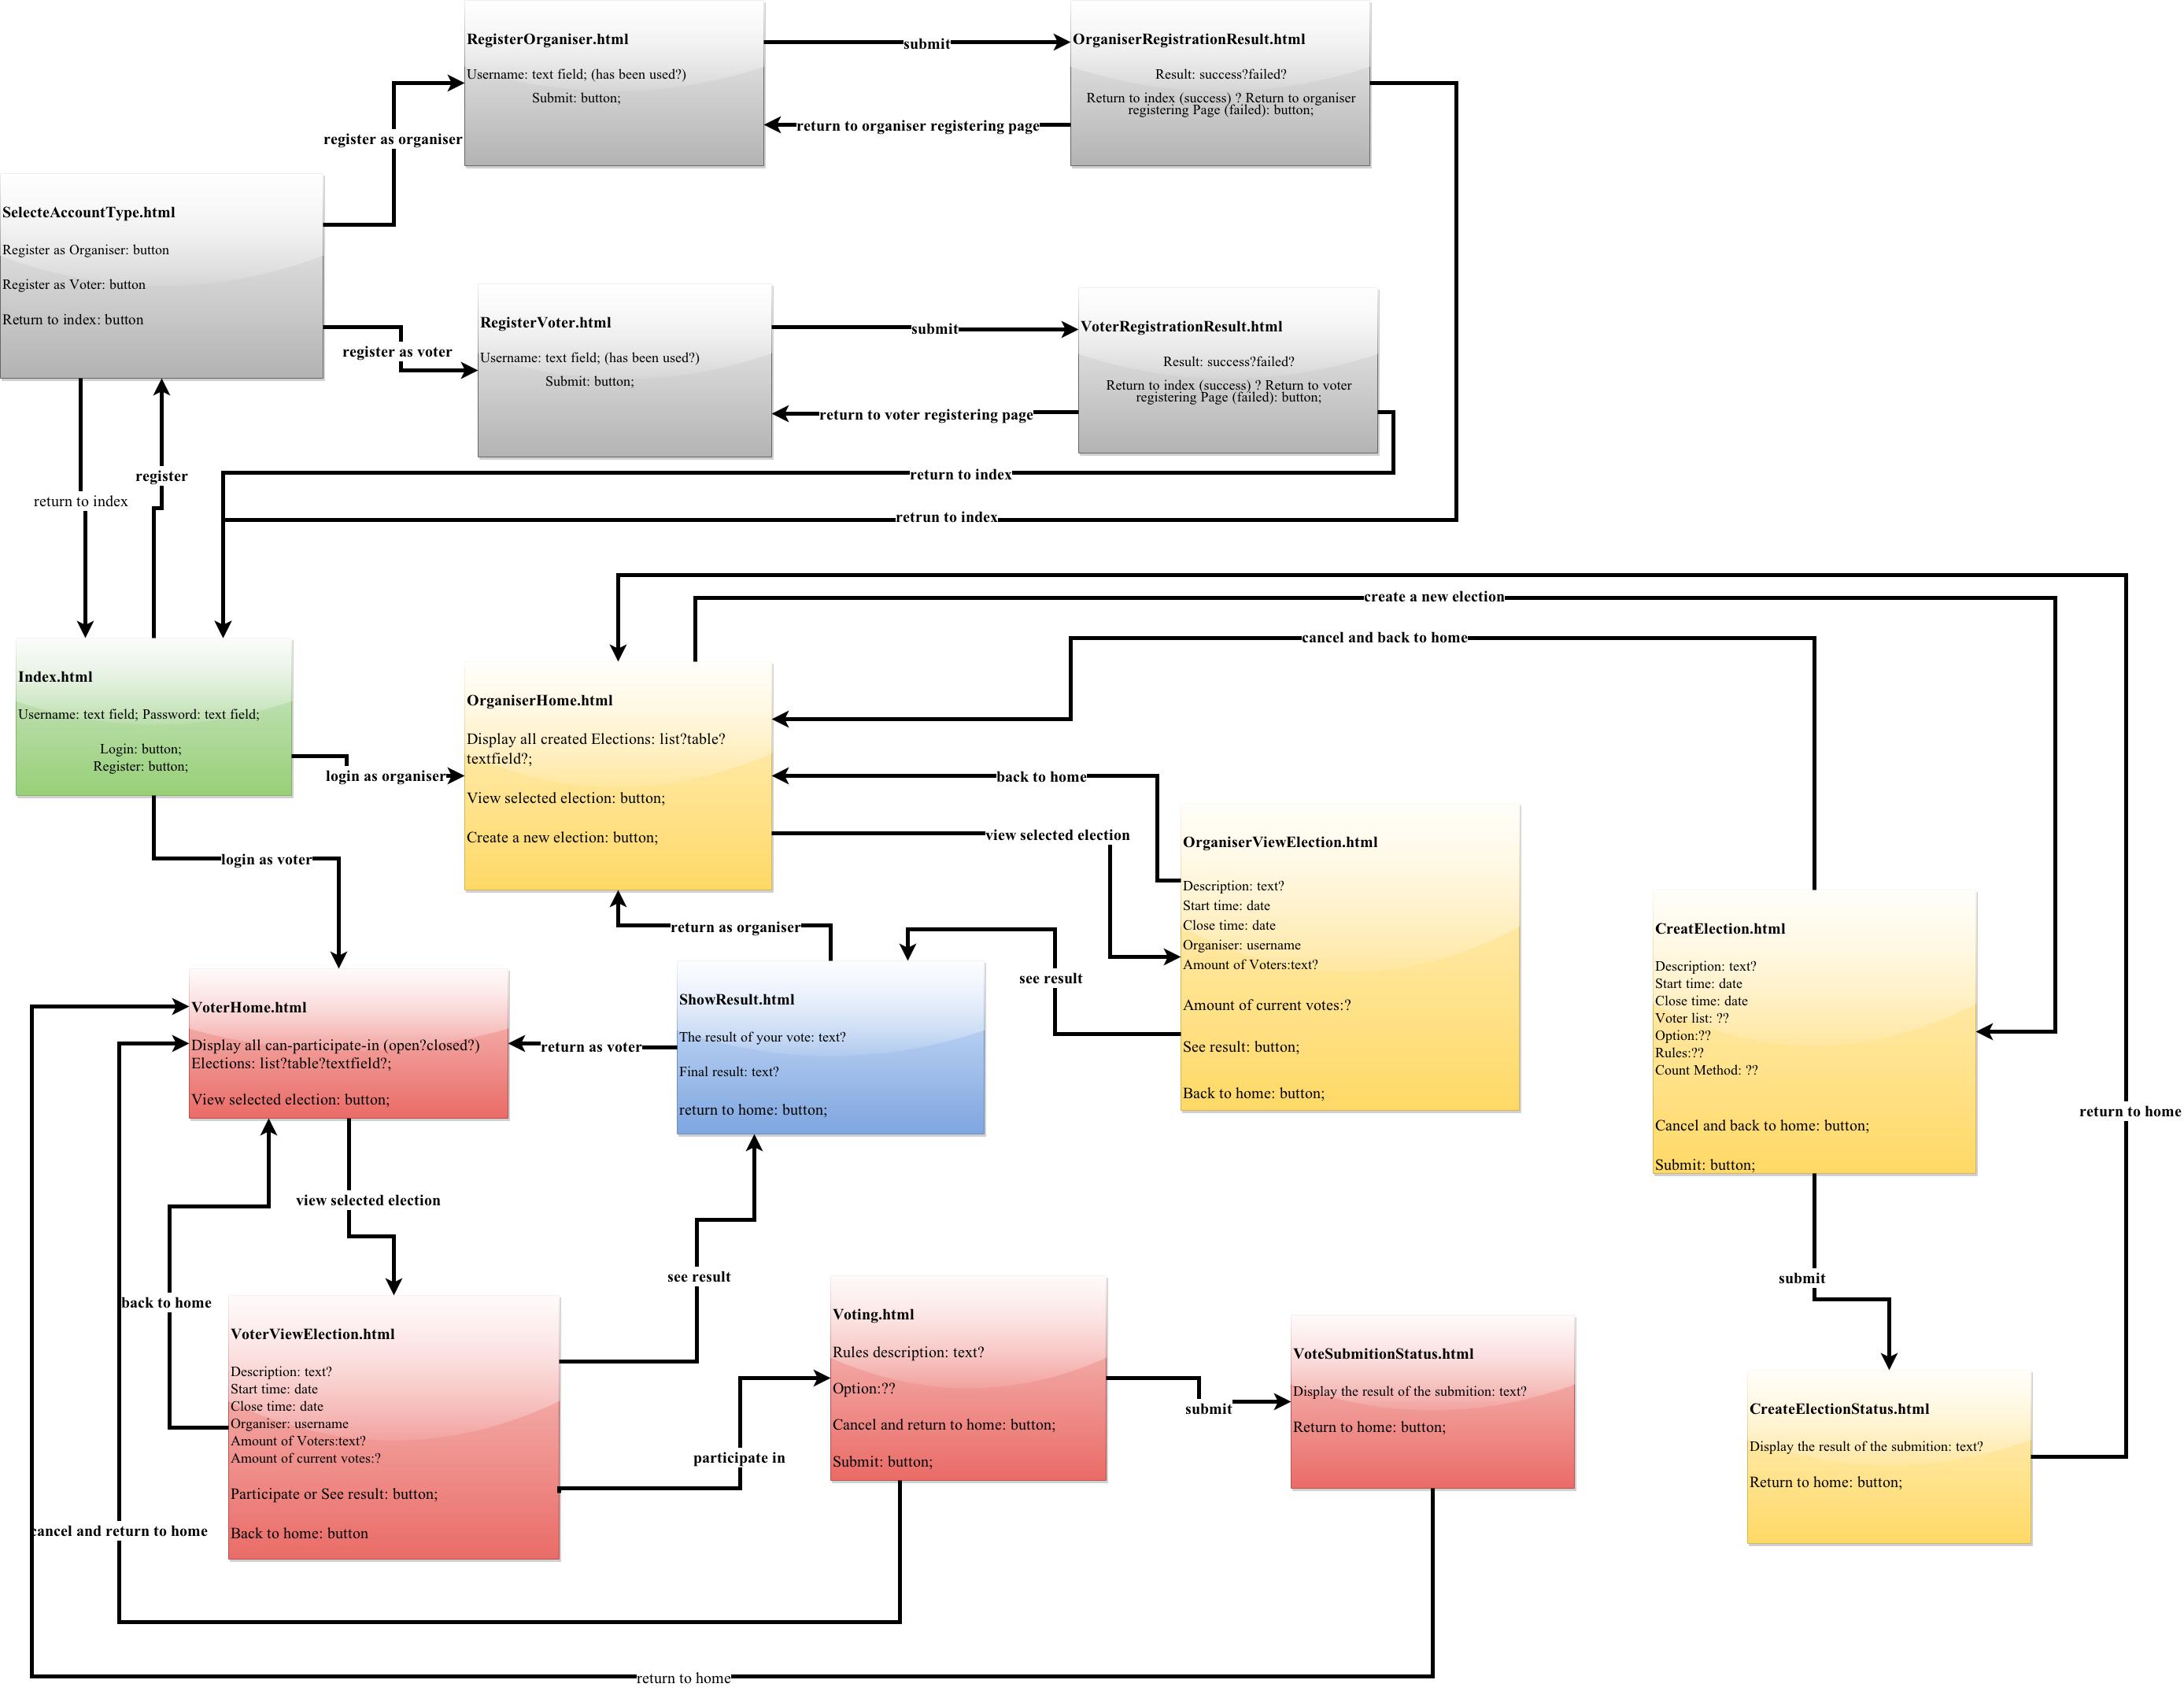 RegisterOrganiser.html
Username: text field; (has been used?)
Submit: button;
submit
OrganiserRegistrationResult.html
Result: success?failed?
Return to index (success) ? Return to organiser
registering Page (failed): button;
return to organiser registering page
register as organiser
SelecteAccountType.html
Register as Organiser: button
Register as Voter: button
Return to index: button
register as voter
RegisterVoter.html
Username: text field; (has been used?)
Submit: button;
submit
VoterRegistrationResult.html
Result: success?failed?
Return to index (success) ? Return to voter
registering Page (failed): button;
return to voter registering page
register
return to index
return to index
retrun to index
create a new election
cancel and back to home
Index.html
Username: text field; Password: text field;
Login: button;
Register: button;
login as organiser
login as voter
OrganiserHome.html
Display all created Elections: list?table?
textfield?;
View selected election: button;
Create a new election: button;
back to home
view selected election
OrganiserViewElection.html
Description: text?
Start time: date
Close time: date
Organiser: username
Amount of Voters:text?
Amount of current votes:?
See result: button;
Back to home: button;
CreatElection.html
Description: text?
Start time: date
Close time: date
Voter list: ??
Option:??
Rules:??
Count Method: ??
Cancel and back to home: button;
Submit: button;
return to home
return as organiser
see result
VoterHome.html
Display all can-participate-in (open?closed?)
Elections: list?table?textfield?;
View selected election: button;
return as voter
ShowResult.html
The result of your vote: text?
Final result: text?
return to home: button;
view selected election
back to home
see result
submit
VoterViewElection.html
Description: text?
Start time: date
Close time: date
Organiser: username
Amount of Voters:text?
Amount of current votes:?
Participate or See result: button;
Back to home: button
participate in
Voting.html
Rules description: text?
Option:??
Cancel and return to home: button;
Submit: button;
submit
VoteSubmitionStatus.html
Display the result of the submition: text?
Return to home: button;
CreateElectionStatus.html
Display the result of the submition: text?
Return to home: button;
cancel and return to home
return to home